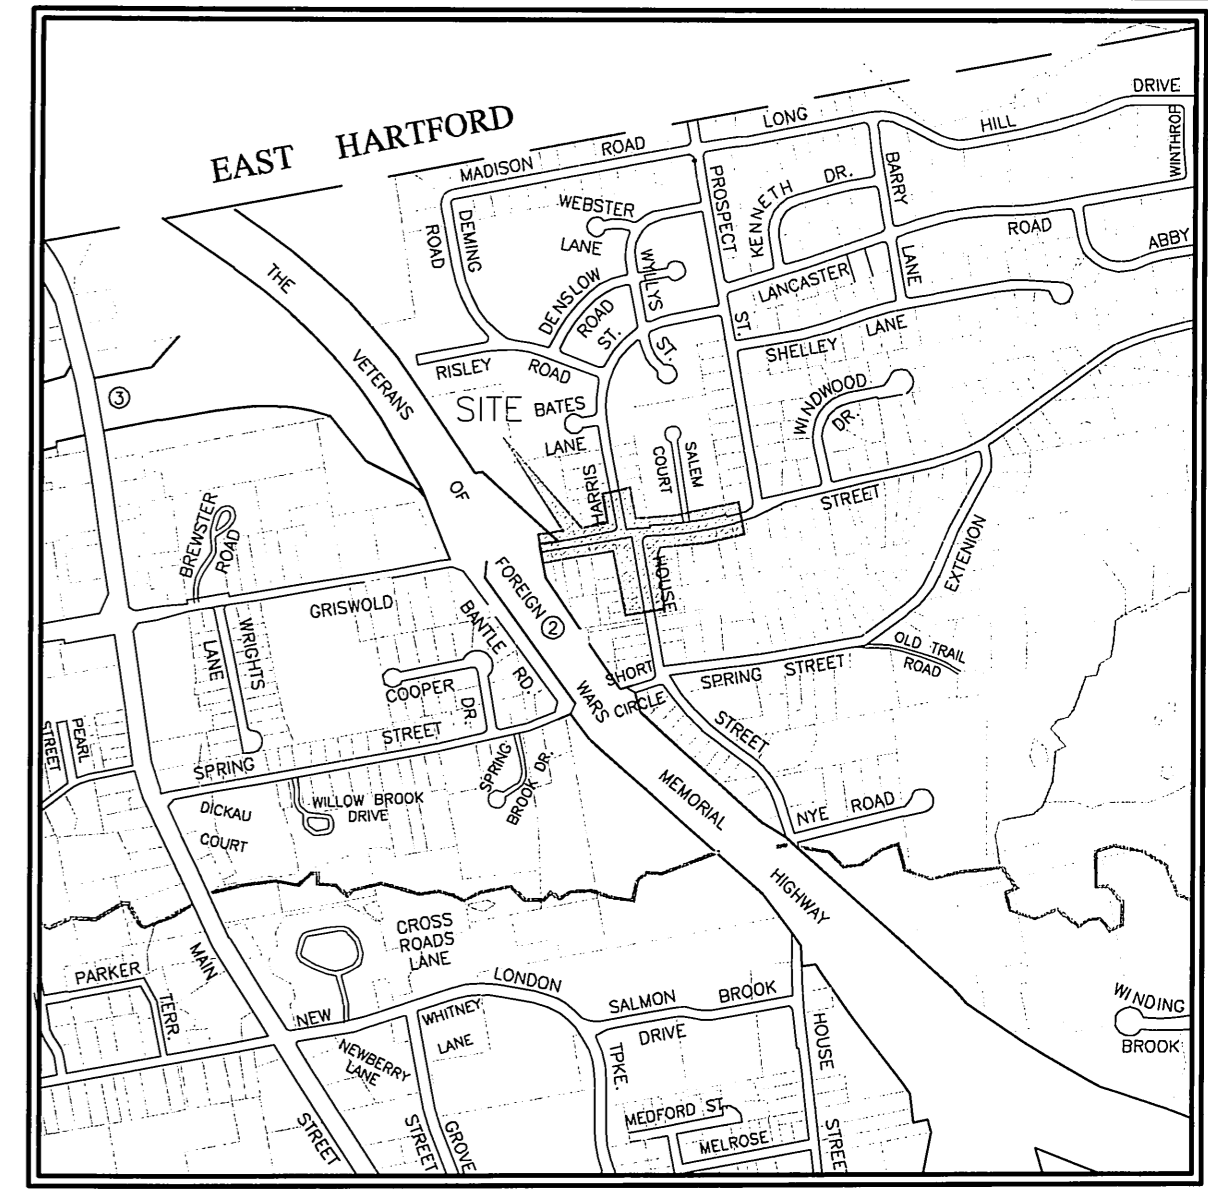 EAST HARTFORD
DRIVE
HILL
LONG
WINTHROP
MADISON ROAD
BARRY
LANE
KENNETH DR.
PROSPECT
ST.
WEBSTER
LANE
DEMING
ROAD
ROAD
ABBY
WYLLYS
ST.
LANCASTER
DENSLOW
ROAD
ST.
THE
VETERANS
OF
FOREIGN
WARS
MEMORIAL
HIGHWAY
SHELLEY LANE
RISLEY ROAD
WINDWOOD
DR.
3
SITE
BATES
LANE
SALEM
COURT
HARRIS
STREET
BREWSTER
ROAD
EXTENION
HOUSE
GRISWOLD
2
BANTLE RD.
WRIGHTS
LANE
OLD TRAIL
ROAD
SHORT
CIRCLE
SPRING STREET
COOPER
DR.
STREET
PEARL
STREET
SPRING STREET
SPRING
BROOK DR.
DICKAU
COURT
WILLOW BROOK
DRIVE
NYE ROAD
CROSS
ROADS
LANE
MAIN
STREET
PARKER
TERR.
NEW LONDON
TPKE.
SALMON BROOK
DRIVE
WHITNEY
LANE
NEWBERRY
LANE
WINDING
BROOK
HOUSE
STREE
MEDFORD ST.
MELROSE
GROVE
STREET